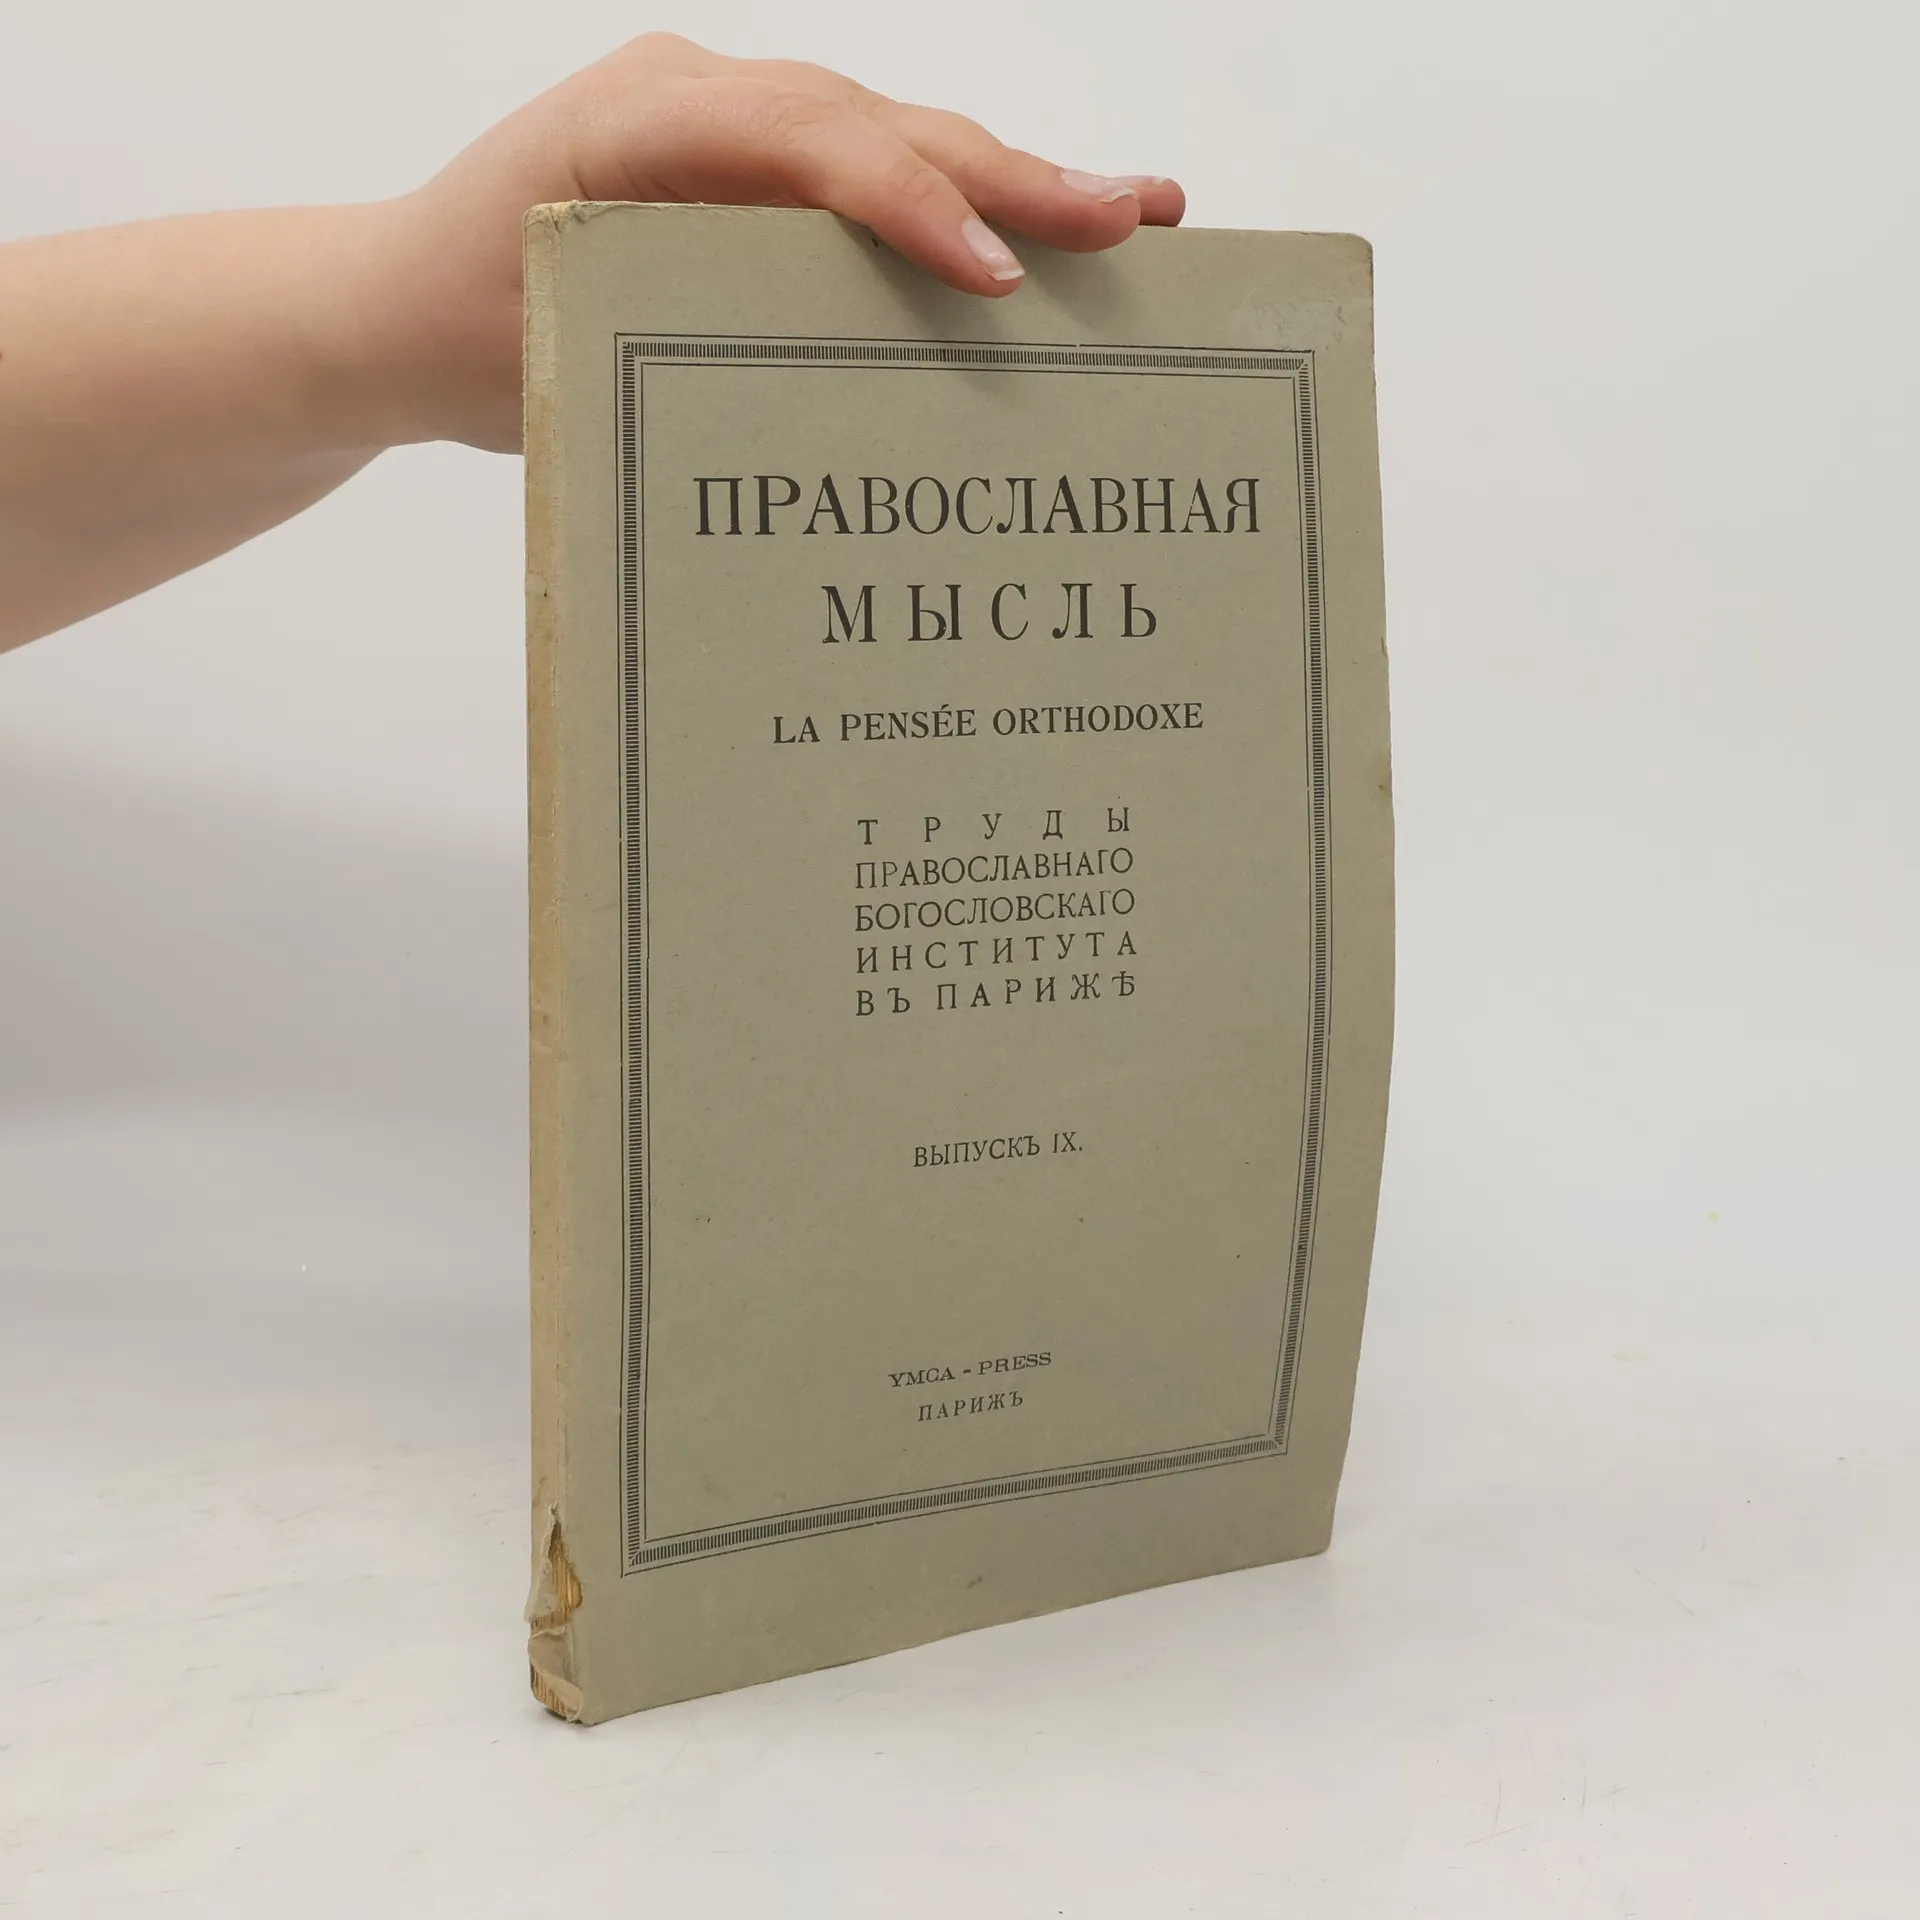 ПРАВОСЛАВНАЯ
МЫСЛЬ
LA PENSÉE ORTHODOXE
ТРУДЫ
ПРАВОСЛАВНАГО
БОГОСЛОВСКАГО
ИНСТИТУТА
ВЪ ПАРИЖѢ
ВЫПУСКЪ IX.
YMCA - PRESS
ПАРИЖЪ